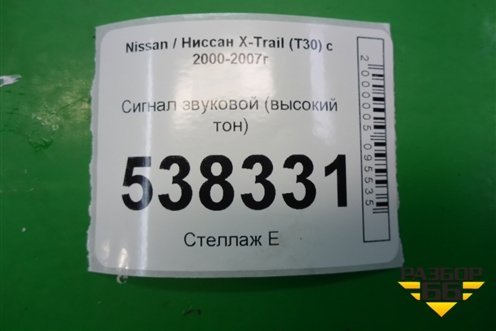 Nissan / Ниссан X-Trail (T30) с
2000-2007г
Сигнал звуковой (высокий
тон)
538331
Стеллаж Е
2000005095535
РАЗБОР
66